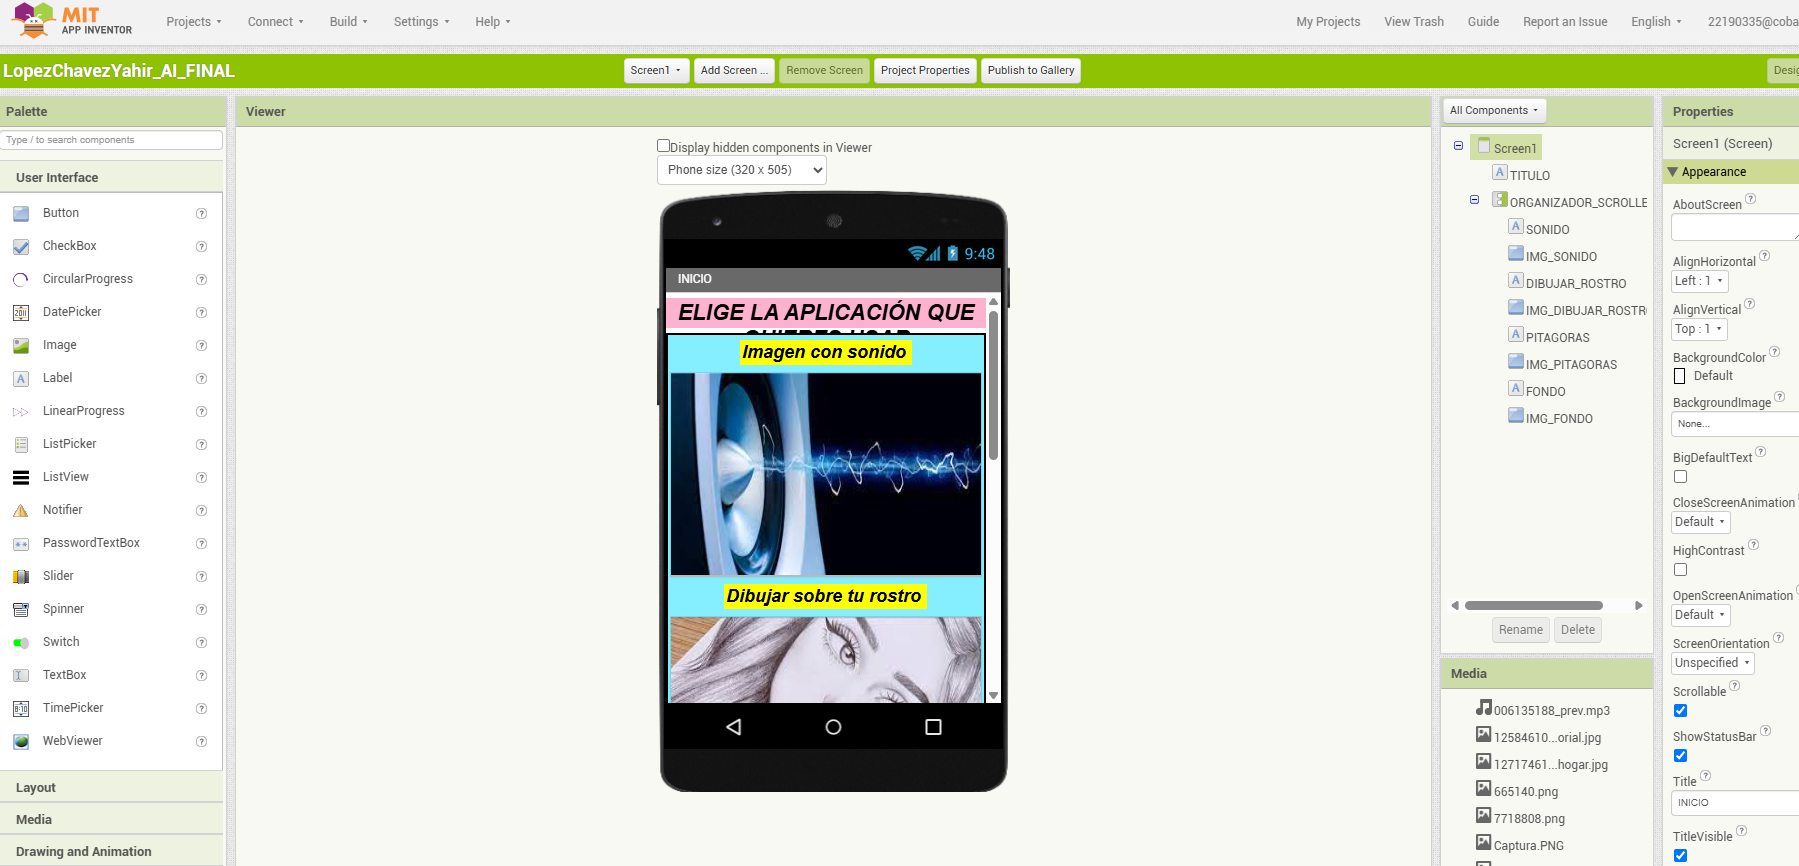 MIT
APP INVENTOR
Projects
Connect
Build
Settings
Help
My Projects
View Trash
Guide
Report an Issue
English
22190335@coba
LopezChavezYahir_AI_FINAL
Screen1
Add Screen ...
Remove Screen
Project Properties
Publish to Gallery
Desig
Palette
Type / to search components
User Interface
Button
CheckBox
CircularProgress
DatePicker
Image
Label
LinearProgress
ListPicker
ListView
Notifier
PasswordTextBox
Slider
Spinner
Switch
TextBox
TimePicker
WebViewer
Layout
Media
Drawing and Animation
Viewer
Display hidden components in Viewer
Phone size (320 x 505)
9:48
INICIO
ELIGE LA APLICACIÓN QUE
QUIERES USAR
Imagen con sonido
Dibujar sobre tu rostro
All Components
Screen1
TITULO
ORGANIZADOR_SCROLLE
SONIDO
IMG_SONIDO
DIBUJAR_ROSTRO
IMG_DIBUJAR_ROSTR
PITAGORAS
IMG_PITAGORAS
FONDO
IMG_FONDO
Rename
Delete
Media
006135188_prev.mp3
12584610...orial.jpg
12717461...hogar.jpg
665140.png
7718808.png
Captura.PNG
Properties
Screen1 (Screen)
Appearance
AboutScreen
AlignHorizontal
Left : 1
AlignVertical
Top : 1
BackgroundColor
Default
BackgroundImage
None...
BigDefaultText
CloseScreenAnimation
Default
HighContrast
OpenScreenAnimation
Default
ScreenOrientation
Unspecified
Scrollable
ShowStatusBar
Title
INICIO
TitleVisible